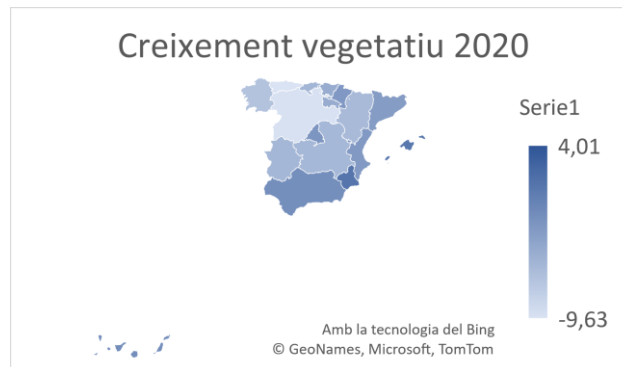 Creixement vegetatiu 2020
Serie1
4,01
-9,63
Amb la tecnologia del Bing
© GeoNames, Microsoft, TomTom